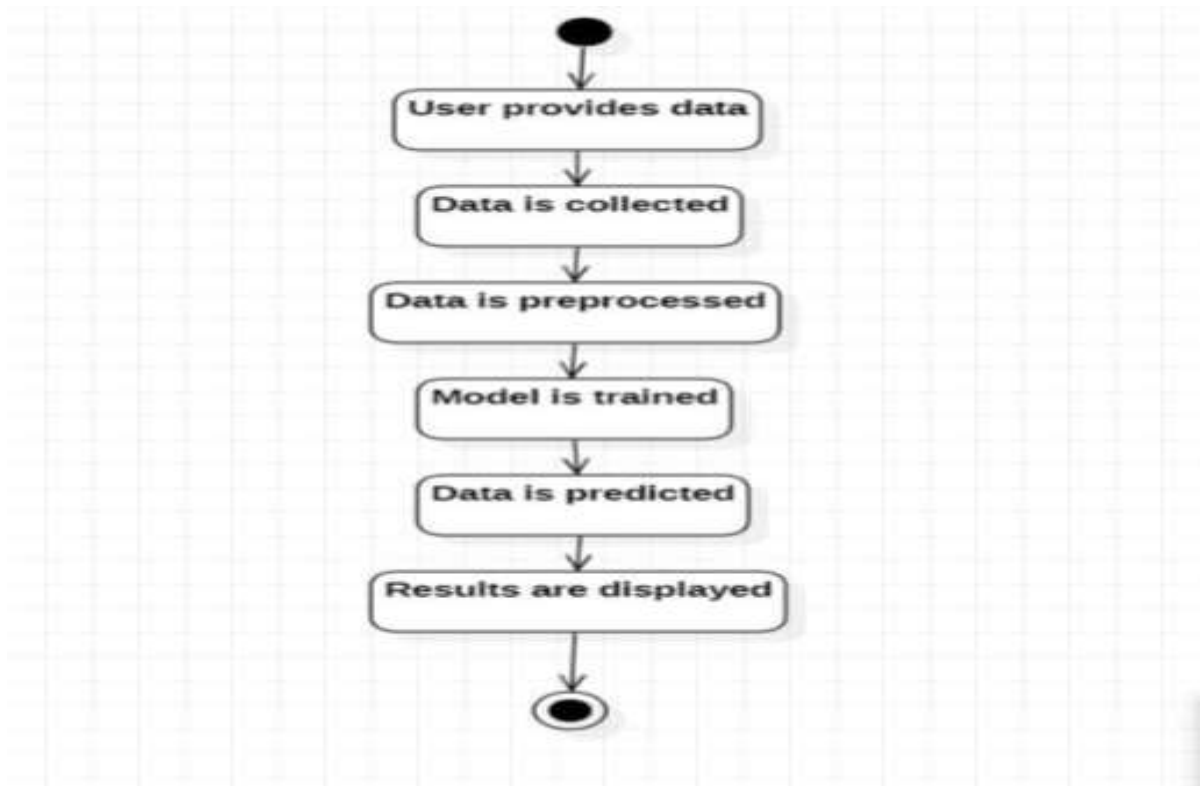 User provides data
Data is collected
Data is preprocessed
Model is trained
Data is predicted
Results are displayed